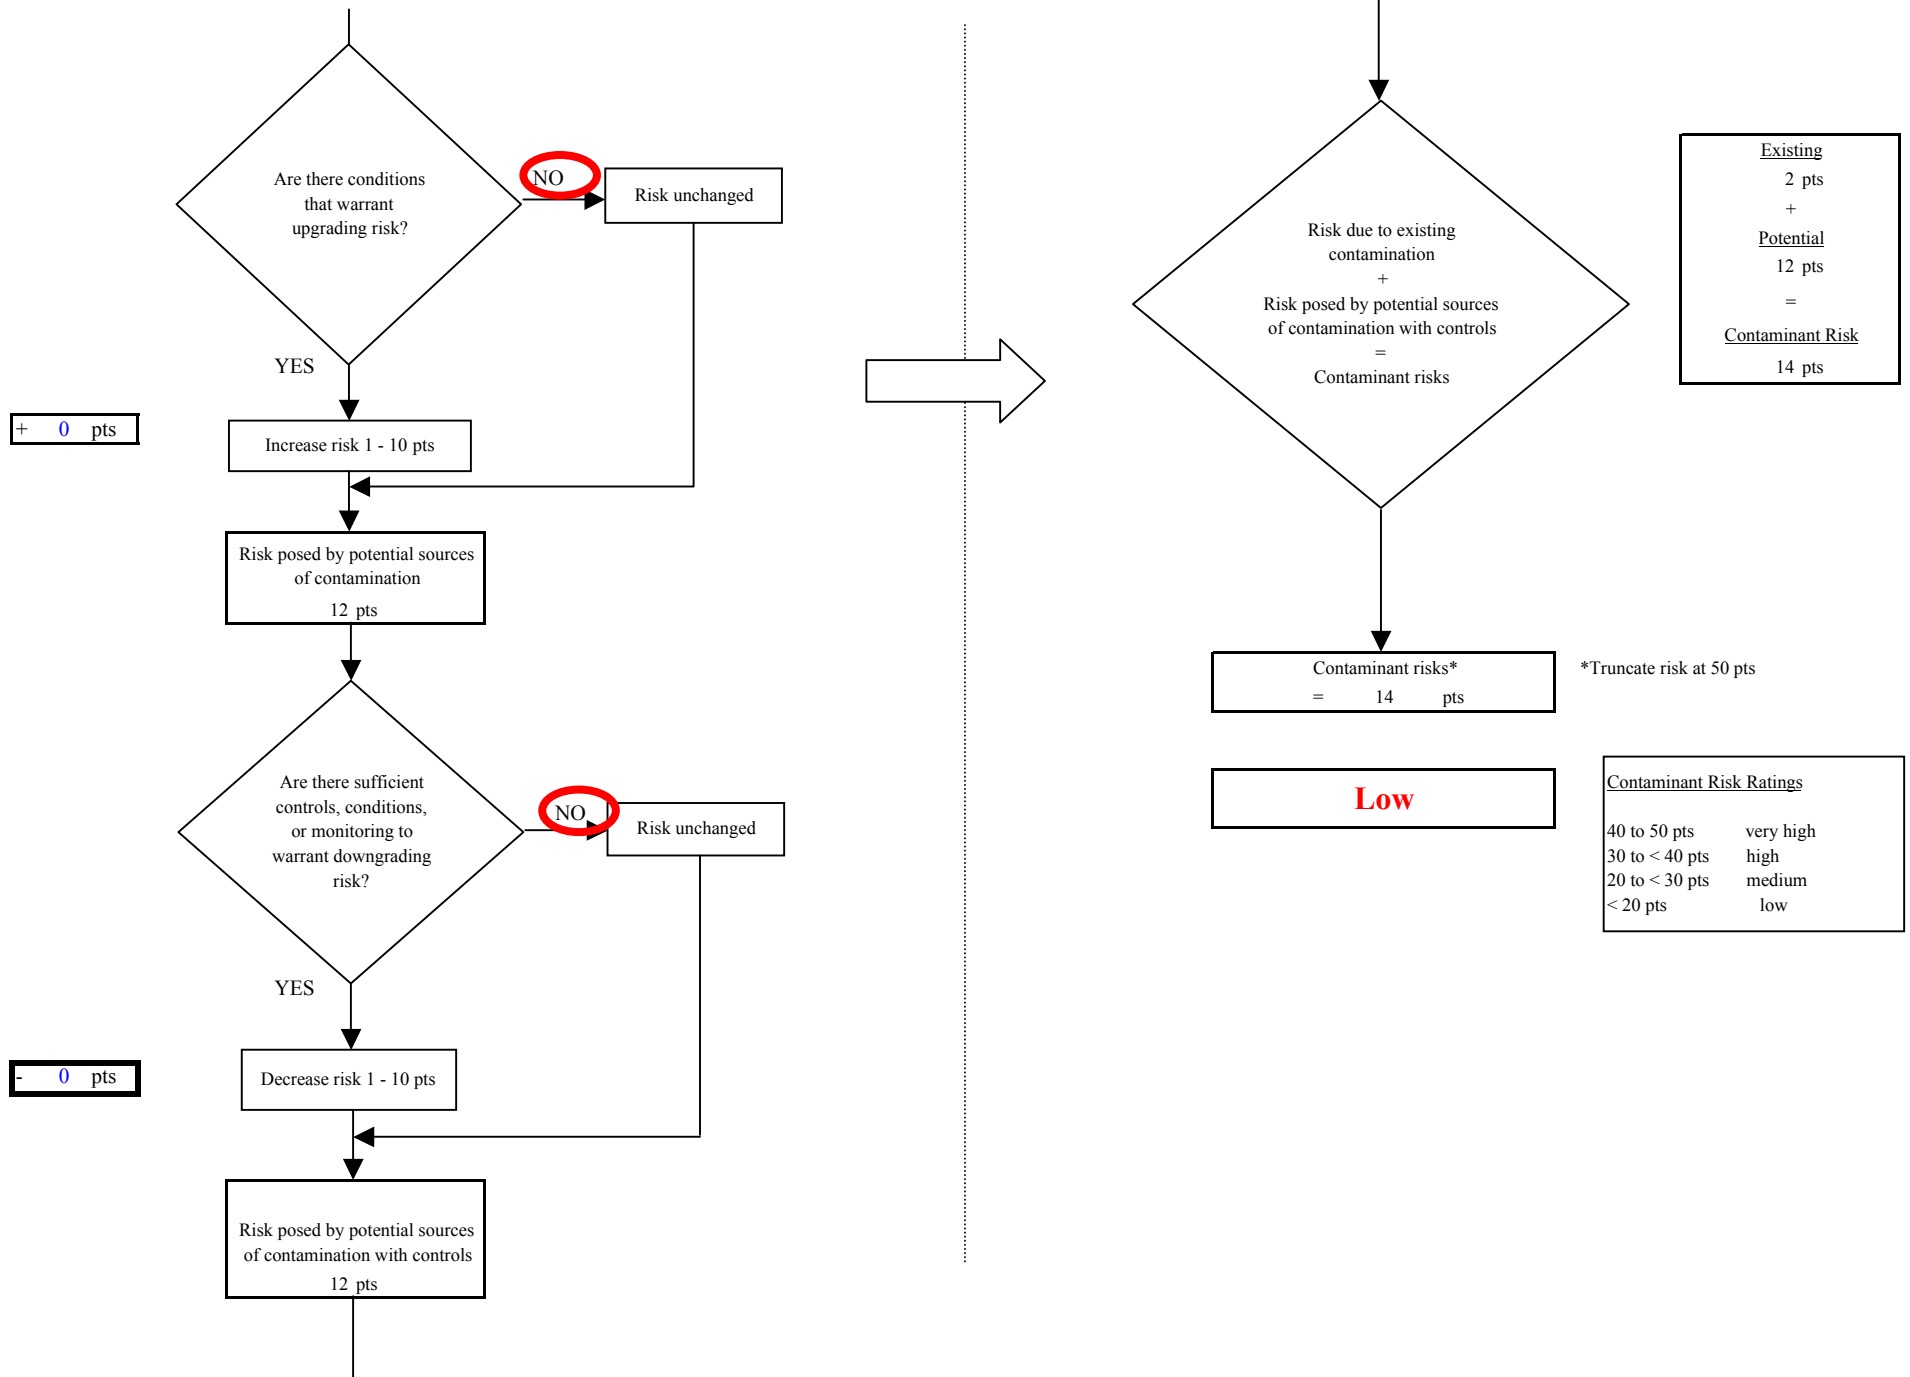 Are there conditions
that warrant
upgrading risk?
NO
Risk unchanged
YES
+ 0 pts
Increase risk 1 - 10 pts
Risk posed by potential sources
of contamination
12 pts
Are there sufficient
controls, conditions,
or monitoring to
warrant downgrading
risk?
NO
Risk unchanged
YES
- 0 pts
Decrease risk 1 - 10 pts
Risk posed by potential sources
of contamination with controls
12 pts
Risk due to existing
contamination
+
Risk posed by potential sources
of contamination with controls
=
Contaminant risks
Existing
2 pts
+
Potential
12 pts
=
Contaminant Risk
14 pts
Contaminant risks*
= 14 pts
*Truncate risk at 50 pts
Low
Contaminant Risk Ratings
40 to 50 pts very high
30 to < 40 pts high
20 to < 30 pts medium
< 20 pts low